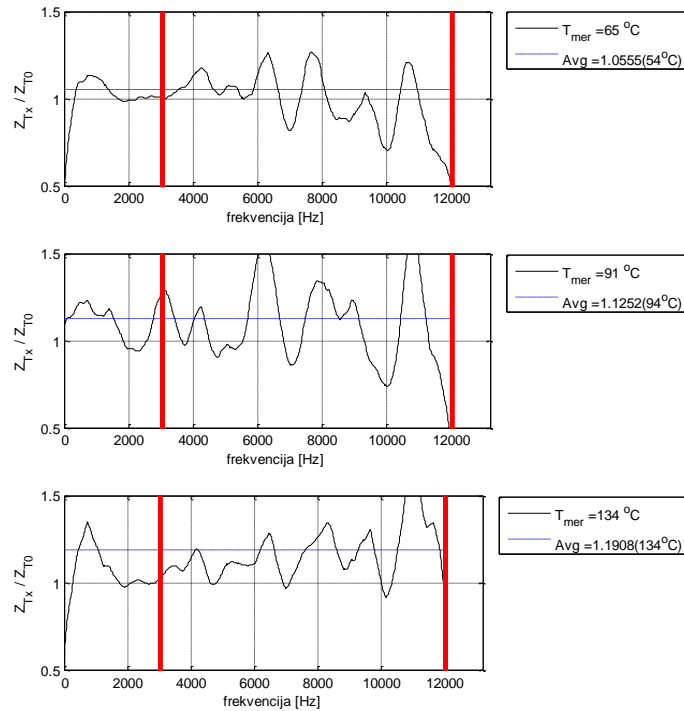 1.5
1
0.5
Z_Tx / Z_T0
0 2000 4000 6000 8000 10000 12000
frekvencija [Hz]
T_mer =65 °C
Avg =1.0555(54°C)
1.5
1
0.5
Z_Tx / Z_T0
0 2000 4000 6000 8000 10000 12000
frekvencija [Hz]
T_mer =91 °C
Avg =1.1252(94°C)
1.5
1
0.5
Z_Tx / Z_T0
0 2000 4000 6000 8000 10000 12000
frekvencija [Hz]
T_mer =134 °C
Avg =1.1908(134°C)